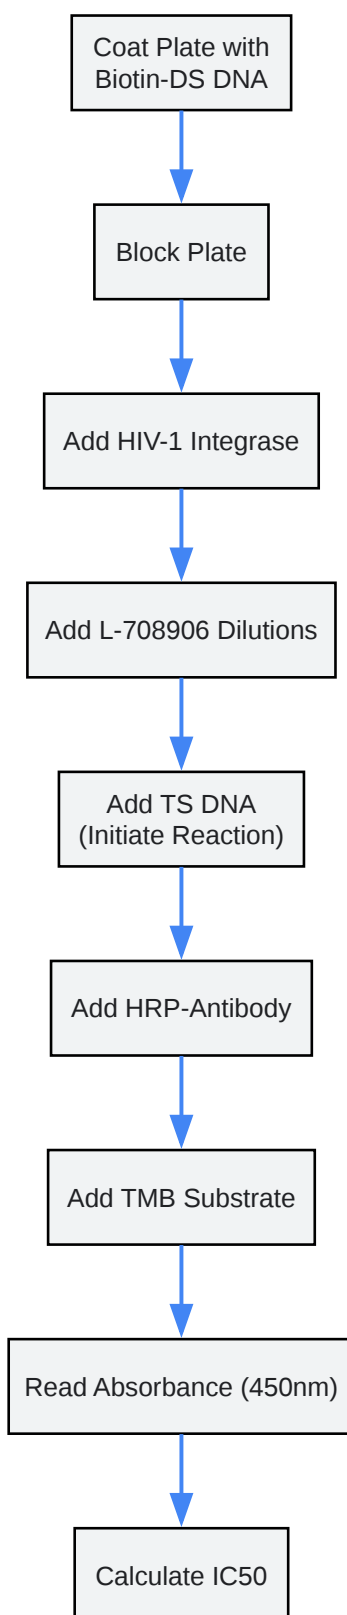 Coat Plate with
Biotin-DS DNA
Block Plate
Add HIV-1 Integrase
Add L-708906 Dilutions
Add TS DNA
(Initiate Reaction)
Add HRP-Antibody
Add TMB Substrate
Read Absorbance (450nm)
Calculate IC50